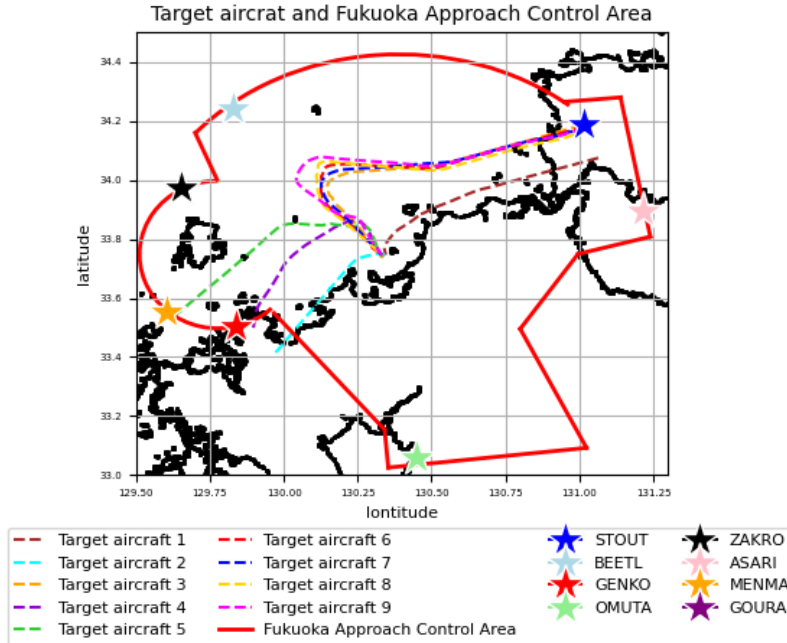 Target aircrat and Fukuoka Approach Control Area
34.4
34.2
34.0
33.8
33.6
33.4
33.2
33.0
latitude
129.50 129.75 130.00 130.25 130.50 130.75 131.00 131.25
lontitude
Target aircraft 1 Target aircraft 6 STOUT ZAKRO
Target aircraft 2 Target aircraft 7 BEETL ASARI
Target aircraft 3 Target aircraft 8 GENKO MENMA
Target aircraft 4 Target aircraft 9 OMUTA GOURA
Target aircraft 5 Fukuoka Approach Control Area